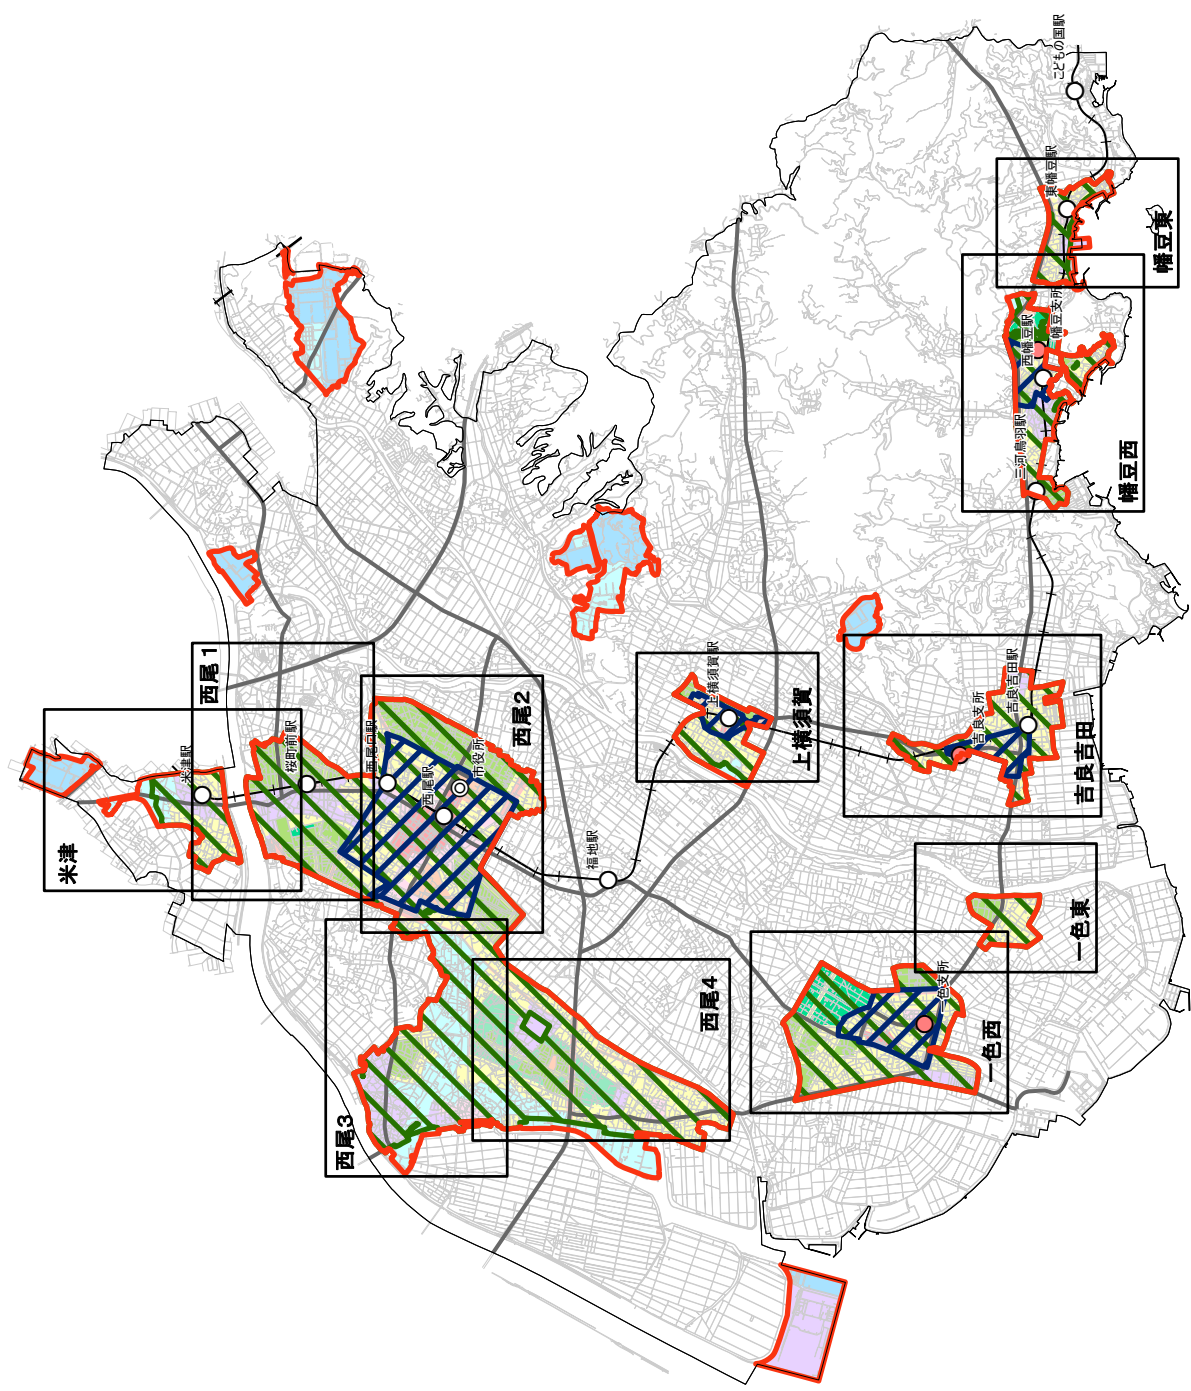 こどもの国駅
東幡豆駅
幡豆東
西幡豆駅
幡豆支所
三河鳥羽駅
幡豆西
西尾1
米津駅
米津
桜町前駅
西尾口駅
西尾駅
市役所
西尾2
福地駅
上横須賀駅
上横須賀
吉良支所
吉良吉田駅
吉良吉田
一色東
西尾3
西尾4
一色支所
一色西